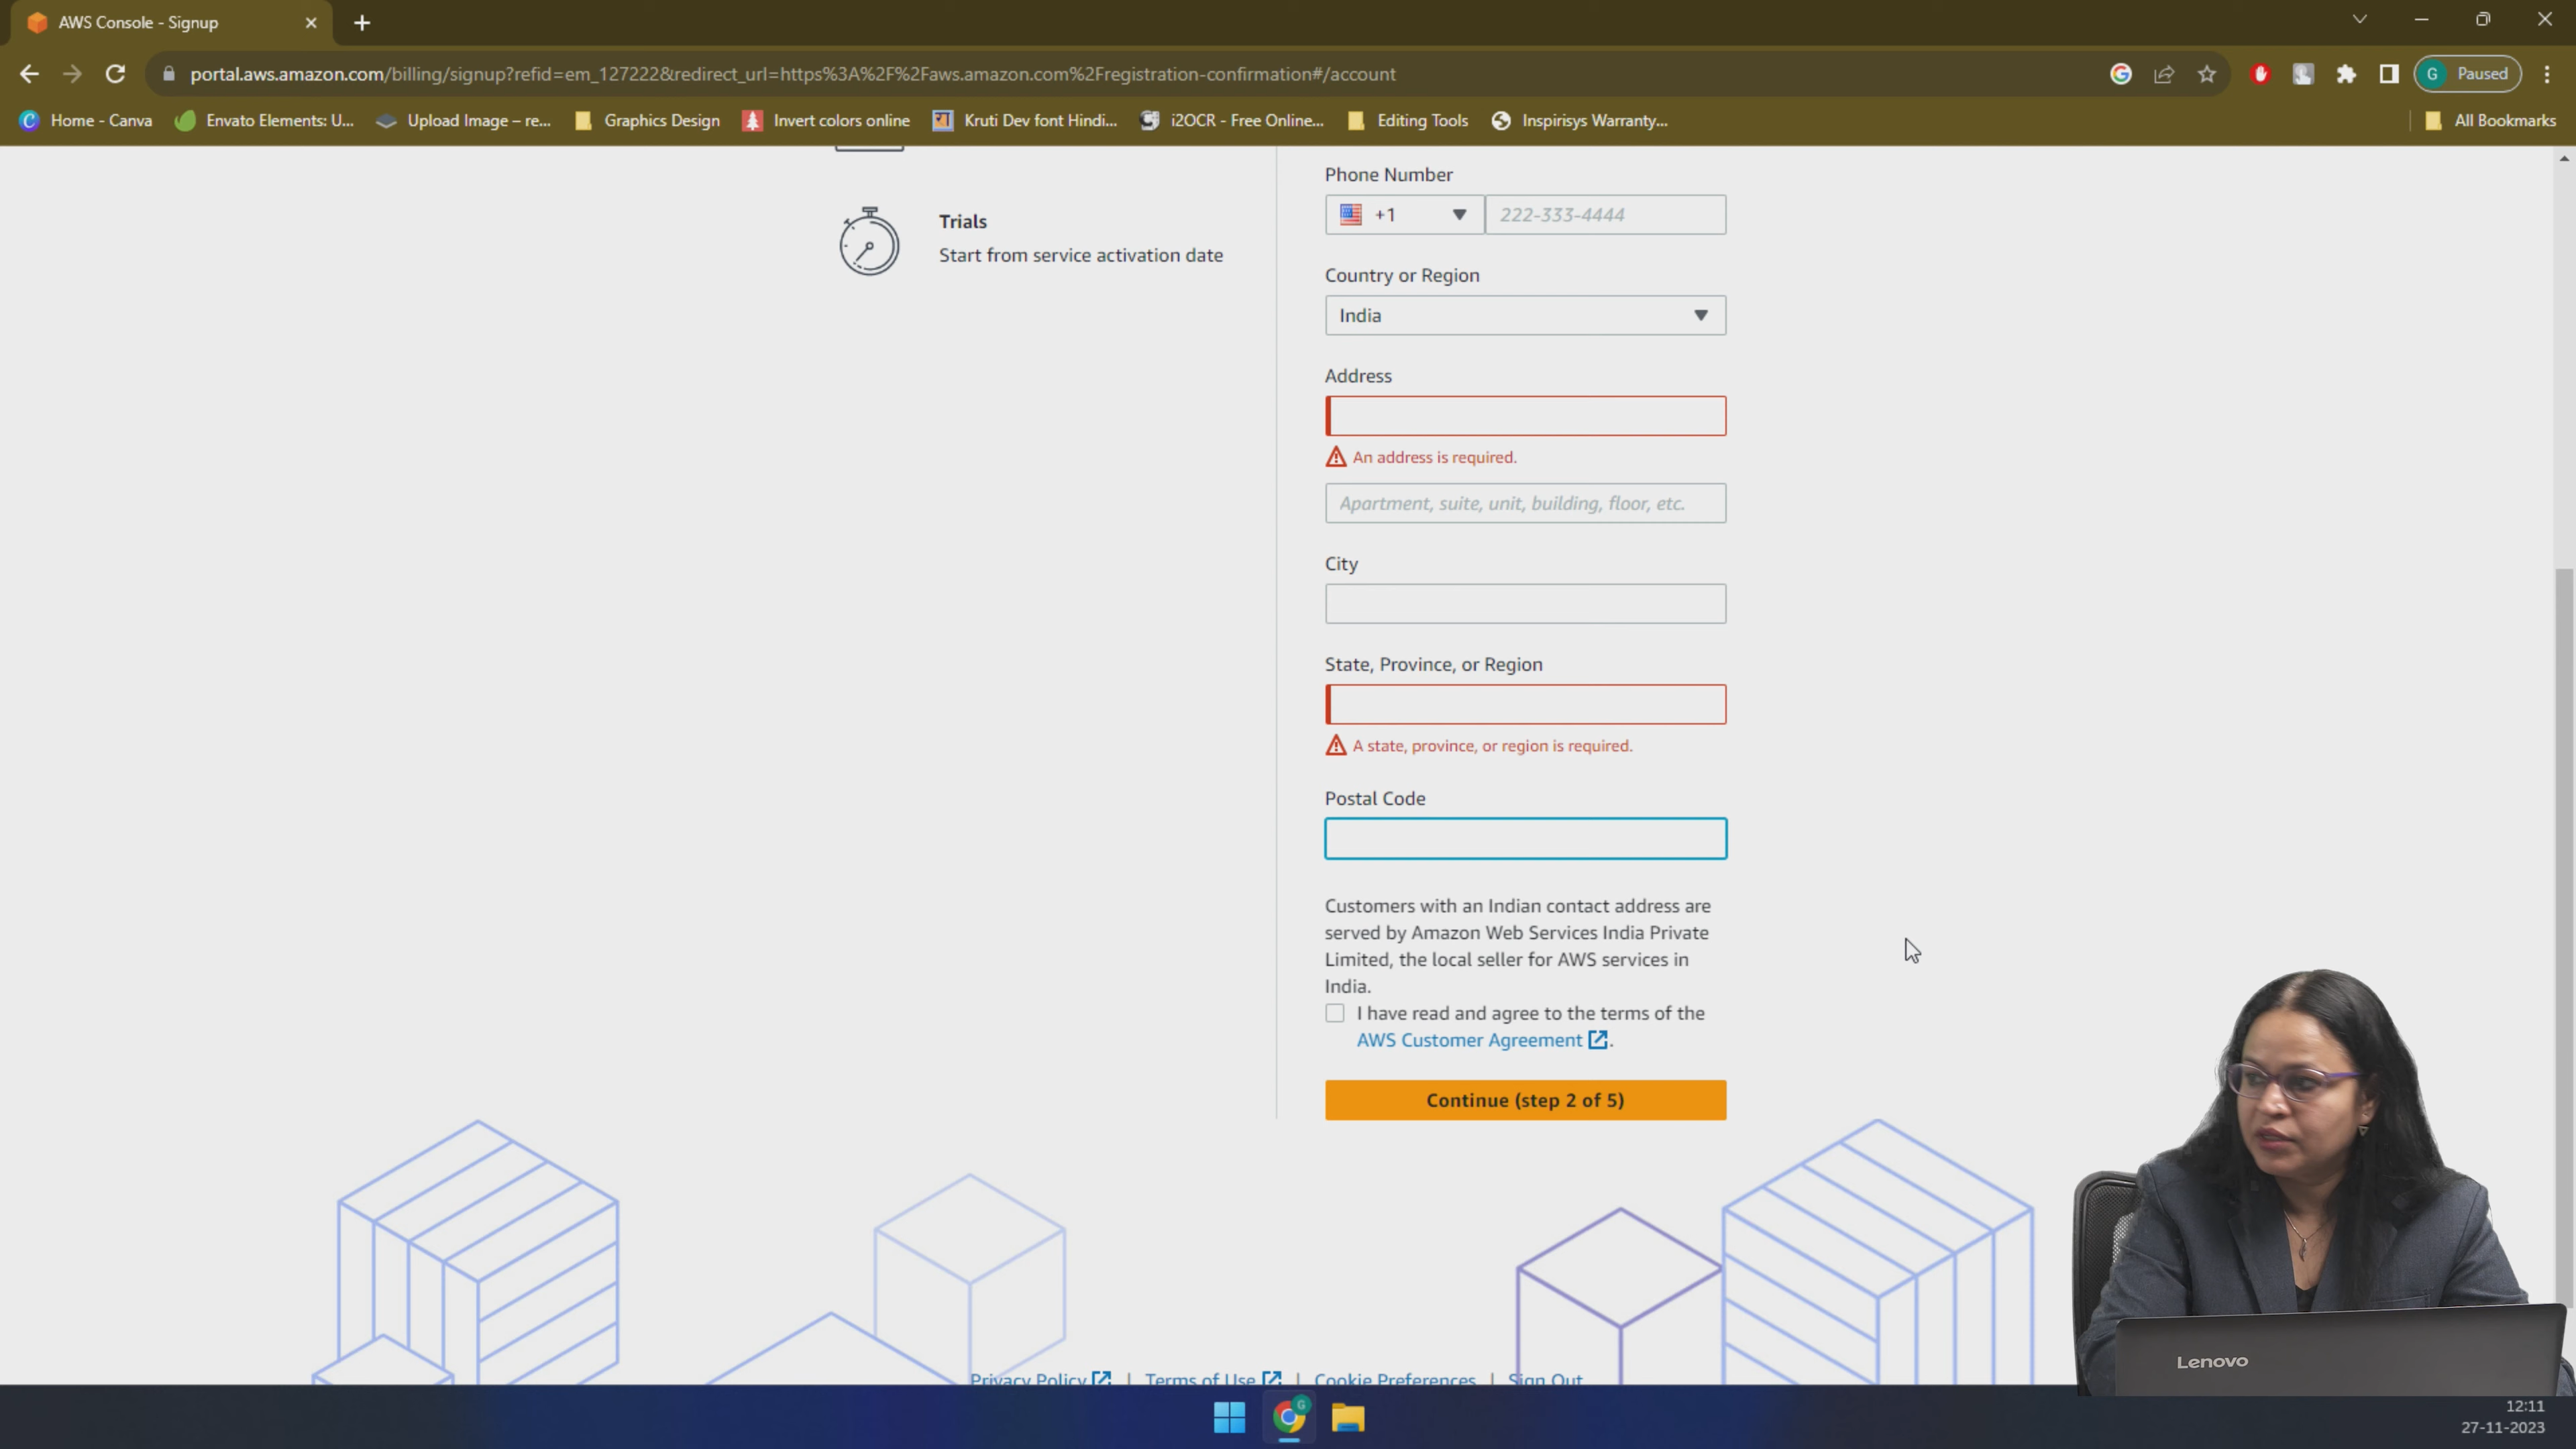 AWS Console - Signup
portal.aws.amazon.com/billing/signup?refid=em_127222&redirect_url=https%3A%2F%2Faws.amazon.com%2Fregistration-confirmation#/account
G Paused
Home - Canva
Envato Elements: U...
Upload Image – re...
Graphics Design
Invert colors online
Kruti Dev font Hindi...
i2OCR - Free Online...
Editing Tools
Inspirisys Warranty...
All Bookmarks
Trials
Start from service activation date
Phone Number
+1
222-333-4444
Country or Region
India
Address
An address is required.
Apartment, suite, unit, building, floor, etc.
City
State, Province, or Region
A state, province, or region is required.
Postal Code
Customers with an Indian contact address are
served by Amazon Web Services India Private
Limited, the local seller for AWS services in
India.
I have read and agree to the terms of the
AWS Customer Agreement .
Continue (step 2 of 5)
Privacy Policy | Terms of Use | Cookie Preferences | Sign Out
Lenovo
G
12:11
27-11-2023